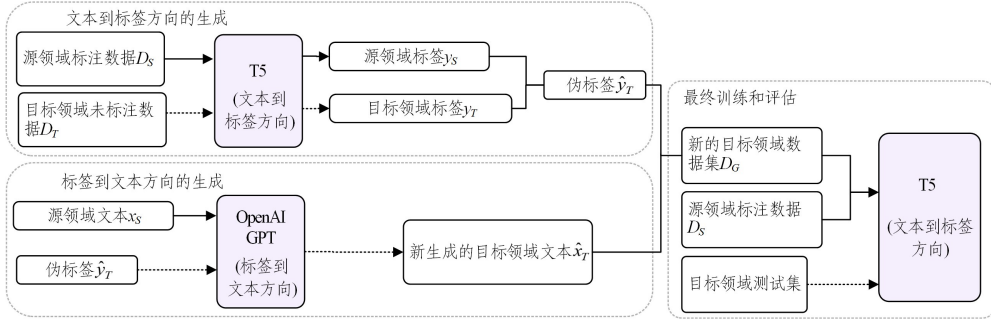 文本到标签方向的生成
源领域标注数据D_S
目标领域未标注数
据D_T
T5
(文本到
标签方向)
源领域标签y_S
目标领域标签y_T
伪标签ŷ_T
标签到文本方向的生成
源领域文本x_S
伪标签ŷ_T
OpenAI
GPT
(标签到
文本方向)
新生成的目标领域文本x̂_T
最终训练和评估
新的目标领域数
据集D_G
源领域标注数据
D_S
目标领域测试集
T5
(文本到标签
方向)